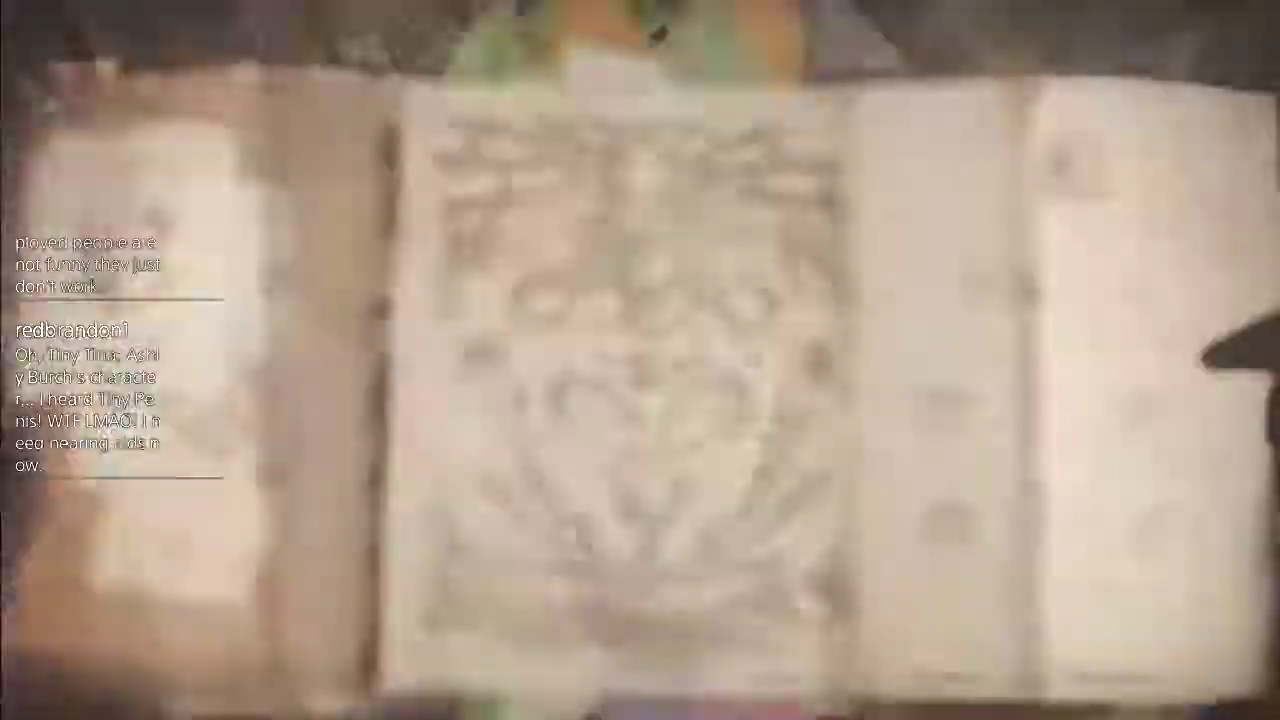 ployed people are
not funny they just
don't work.
redbrandon1
Oh, Tiny Tina; Ashl
y Burch's characte
r... I heard Tiny Pe
nis! WTF LMAO! I n
eed hearing aids n
ow.